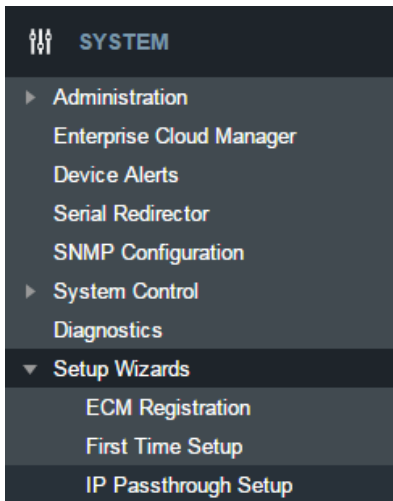 SYSTEM
Administration
Enterprise Cloud Manager
Device Alerts
Serial Redirector
SNMP Configuration
System Control
Diagnostics
Setup Wizards
ECM Registration
First Time Setup
IP Passthrough Setup